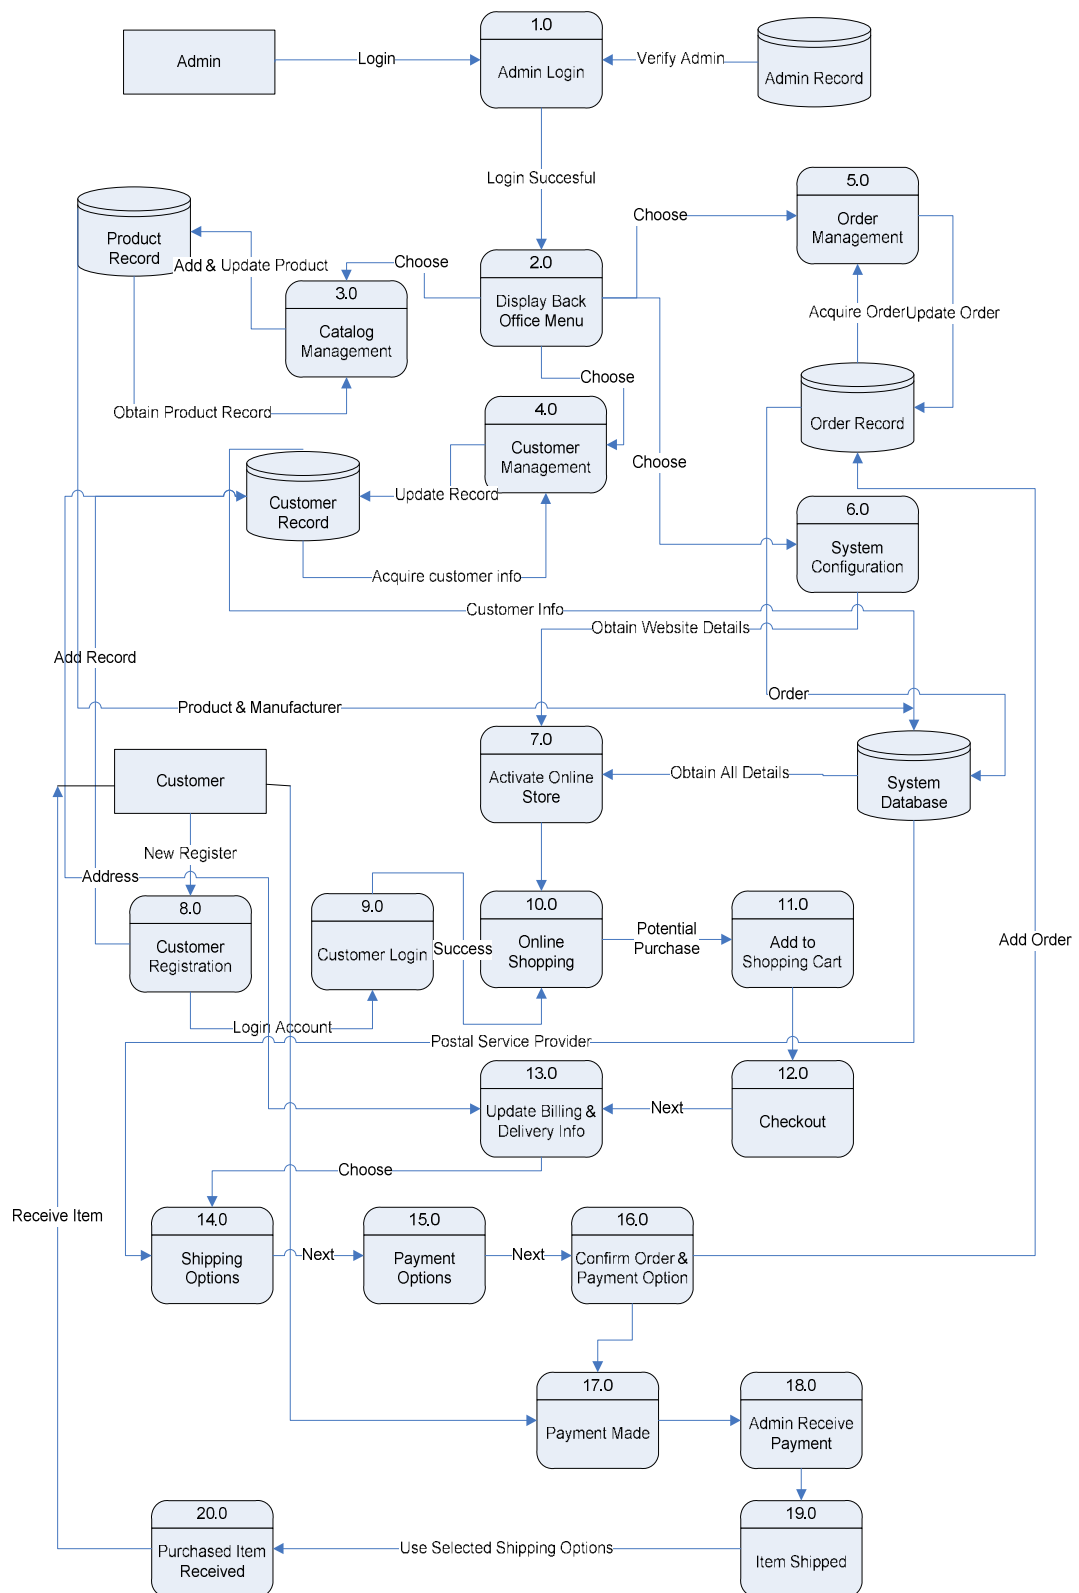 1.0
Admin
Login
Admin Login
Verify Admin
Admin Record
Login Succesful
5.0
Product
Record
Choose
Order
Management
Add & Update Product
Choose
2.0
Display Back
Office Menu
3.0
Catalog
Management
Acquire Order
Update Order
Choose
Obtain Product Record
4.0
Customer
Management
Order Record
Choose
Customer
Record
Update Record
6.0
System
Configuration
Acquire customer info
Customer Info
Obtain Website Details
Add Record
Order
Product & Manufacturer
7.0
Activate Online
Store
Customer
Obtain All Details
System
Database
New Register
Address
8.0
Customer
Registration
9.0
Customer Login
Success
10.0
Online
Shopping
Potential
Purchase
11.0
Add to
Shopping Cart
Add Order
Login Account
Postal Service Provider
13.0
Update Billing &
Delivery Info
Next
12.0
Checkout
Choose
Receive Item
14.0
Shipping
Options
Next
15.0
Payment
Options
Next
16.0
Confirm Order &
Payment Option
17.0
Payment Made
18.0
Admin Receive
Payment
20.0
Purchased Item
Received
Use Selected Shipping Options
19.0
Item Shipped